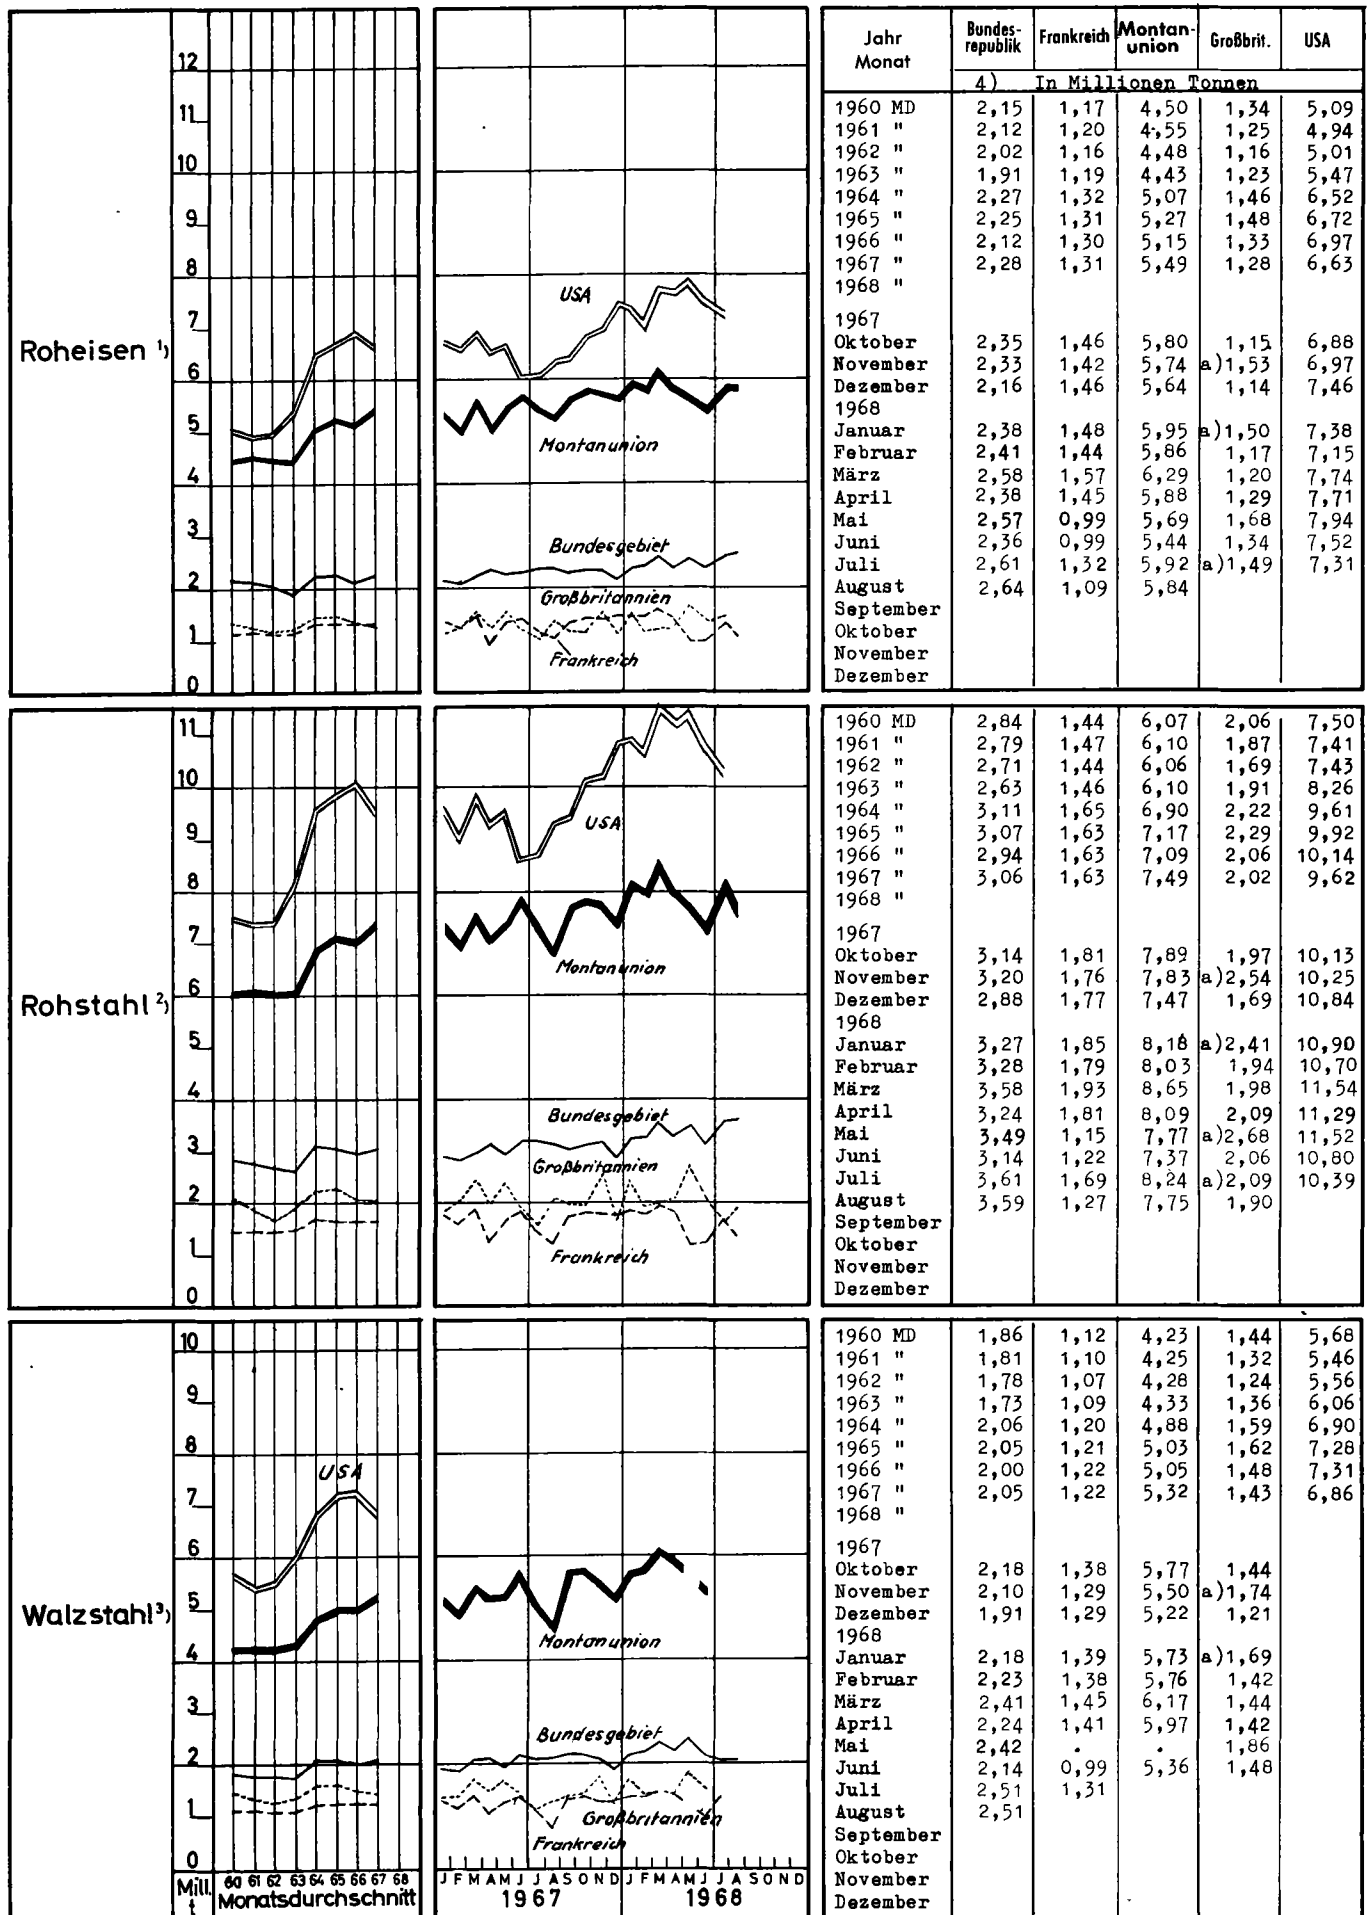 Jahr Monat | Bundes-republik | Frankreich | Montan-union | Großbrit. | USA
4) In Millionen Tonnen
Roheisen 1)
12
11
10
9
8
7
6
5
4
3
2
1
0
USA
Montanunion
Bundesgebiet
Großbritannien
Frankreich
1960 MD 2,15 1,17 4,50 1,34 5,09
1961 " 2,12 1,20 4,55 1,25 4,94
1962 " 2,02 1,16 4,48 1,16 5,01
1963 " 1,91 1,19 4,43 1,23 5,47
1964 " 2,27 1,32 5,07 1,46 6,52
1965 " 2,25 1,31 5,27 1,48 6,72
1966 " 2,12 1,30 5,15 1,33 6,97
1967 " 2,28 1,31 5,49 1,28 6,63
1968 "
1967
Oktober 2,35 1,46 5,80 1,15 6,88
November 2,33 1,42 5,74 a)1,53 6,97
Dezember 2,16 1,46 5,64 1,14 7,46
1968
Januar 2,38 1,48 5,95 a)1,50 7,38
Februar 2,41 1,44 5,86 1,17 7,15
März 2,58 1,57 6,29 1,20 7,74
April 2,38 1,45 5,88 1,29 7,71
Mai 2,57 0,99 5,69 1,68 7,94
Juni 2,36 0,99 5,44 1,34 7,52
Juli 2,61 1,32 5,92 a)1,49 7,31
August 2,64 1,09 5,84
September
Oktober
November
Dezember
Rohstahl 2)
11
10
9
8
7
6
5
4
3
2
1
0
USA
Montanunion
Bundesgebiet
Großbritannien
Frankreich
1960 MD 2,84 1,44 6,07 2,06 7,50
1961 " 2,79 1,47 6,10 1,87 7,41
1962 " 2,71 1,44 6,06 1,69 7,43
1963 " 2,63 1,46 6,10 1,91 8,26
1964 " 3,11 1,65 6,90 2,22 9,61
1965 " 3,07 1,63 7,17 2,29 9,92
1966 " 2,94 1,63 7,09 2,06 10,14
1967 " 3,06 1,63 7,49 2,02 9,62
1968 "
1967
Oktober 3,14 1,81 7,89 1,97 10,13
November 3,20 1,76 7,83 a)2,54 10,25
Dezember 2,88 1,77 7,47 1,69 10,84
1968
Januar 3,27 1,85 8,18 a)2,41 10,90
Februar 3,28 1,79 8,03 1,94 10,70
März 3,58 1,93 8,65 1,98 11,54
April 3,24 1,81 8,09 2,09 11,29
Mai 3,49 1,15 7,77 a)2,68 11,52
Juni 3,14 1,22 7,37 2,06 10,80
Juli 3,61 1,69 8,24 a)2,09 10,39
August 3,59 1,27 7,75 1,90
September
Oktober
November
Dezember
Walzstahl 3)
10
9
8
7
6
5
4
3
2
1
0
USA
Montanunion
Bundesgebiet
Großbritannien
Frankreich
1960 MD 1,86 1,12 4,23 1,44 5,68
1961 " 1,81 1,10 4,25 1,32 5,46
1962 " 1,78 1,07 4,28 1,24 5,56
1963 " 1,73 1,09 4,33 1,36 6,06
1964 " 2,06 1,20 4,88 1,59 6,90
1965 " 2,05 1,21 5,03 1,62 7,28
1966 " 2,00 1,22 5,05 1,48 7,31
1967 " 2,05 1,22 5,32 1,43 6,86
1968 "
1967
Oktober 2,18 1,38 5,77 1,44
November 2,10 1,29 5,50 a)1,74
Dezember 1,91 1,29 5,22 1,21
1968
Januar 2,18 1,39 5,73 a)1,69
Februar 2,23 1,38 5,76 1,42
März 2,41 1,45 6,17 1,44
April 2,24 1,41 5,97 1,42
Mai 2,42 . . 1,86
Juni 2,14 0,99 5,36 1,48
Juli 2,51 1,31
August 2,51
September
Oktober
November
Dezember
Mill. t
60 61 62 63 64 65 66 67 68
Monatsdurchschnitt
J F M A M J J A S O N D J F M A M J J A S O N D
1967 1968